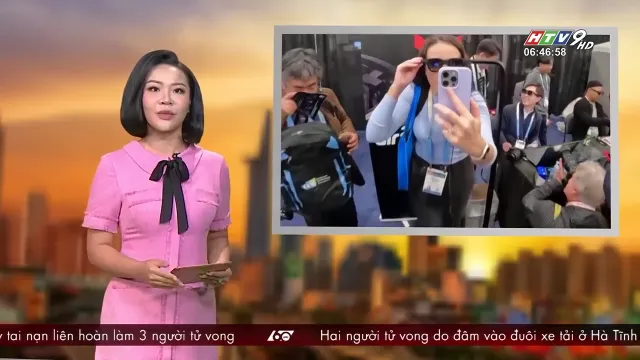 HTV9 HD
06:46:58
tai nạn liên hoàn làm 3 người tử vong
Hai người tử vong do đâm vào đuôi xe tải ở Hà Tĩnh